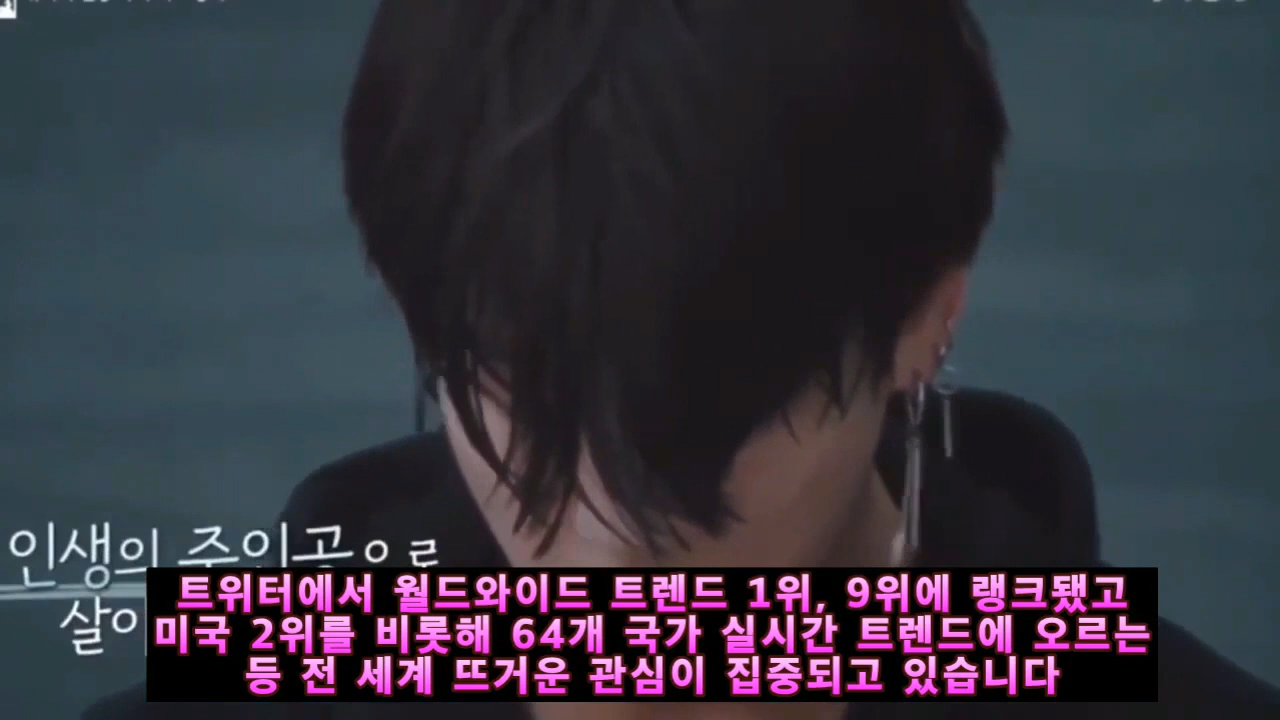 인생의 주인공으로
살아
트위터에서 월드와이드 트렌드 1위, 9위에 랭크됐고
미국 2위를 비롯해 64개 국가 실시간 트렌드에 오르는
등 전 세계 뜨거운 관심이 집중되고 있습니다